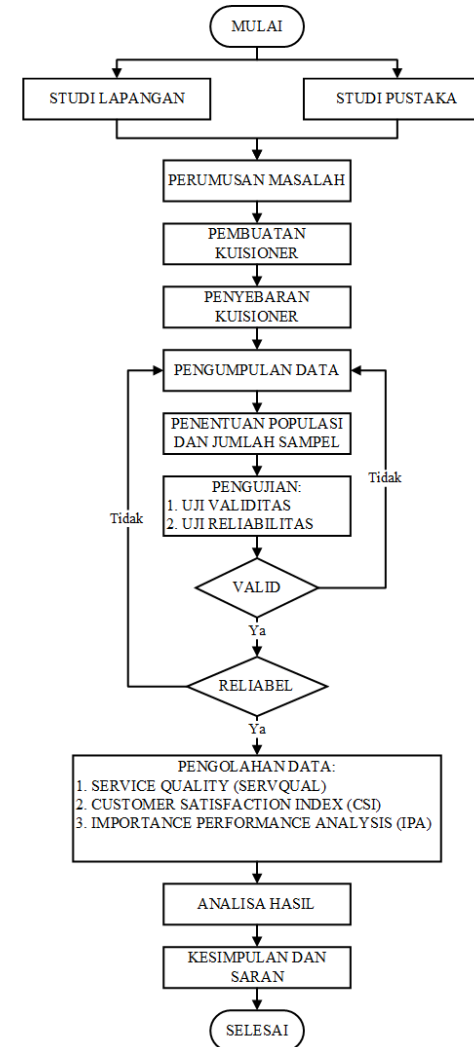 MULAI
STUDI LAPANGAN
STUDI PUSTAKA
PERUMUSAN MASALAH
PEMBUATAN
KUISIONER
PENYEBARAN
KUISIONER
PENGUMPULAN DATA
PENENTUAN POPULASI
DAN JUMLAH SAMPEL
PENGUJIAN:
1. UJI VALIDITAS
2. UJI RELIABILITAS
Tidak
Tidak
VALID
Ya
RELIABEL
Ya
PENGOLAHAN DATA:
1. SERVICE QUALITY (SERVQUAL)
2. CUSTOMER SATISFACTION INDEX (CSI)
3. IMPORTANCE PERFORMANCE ANALYSIS (IPA)
ANALISA HASIL
KESIMPULAN DAN
SARAN
SELESAI